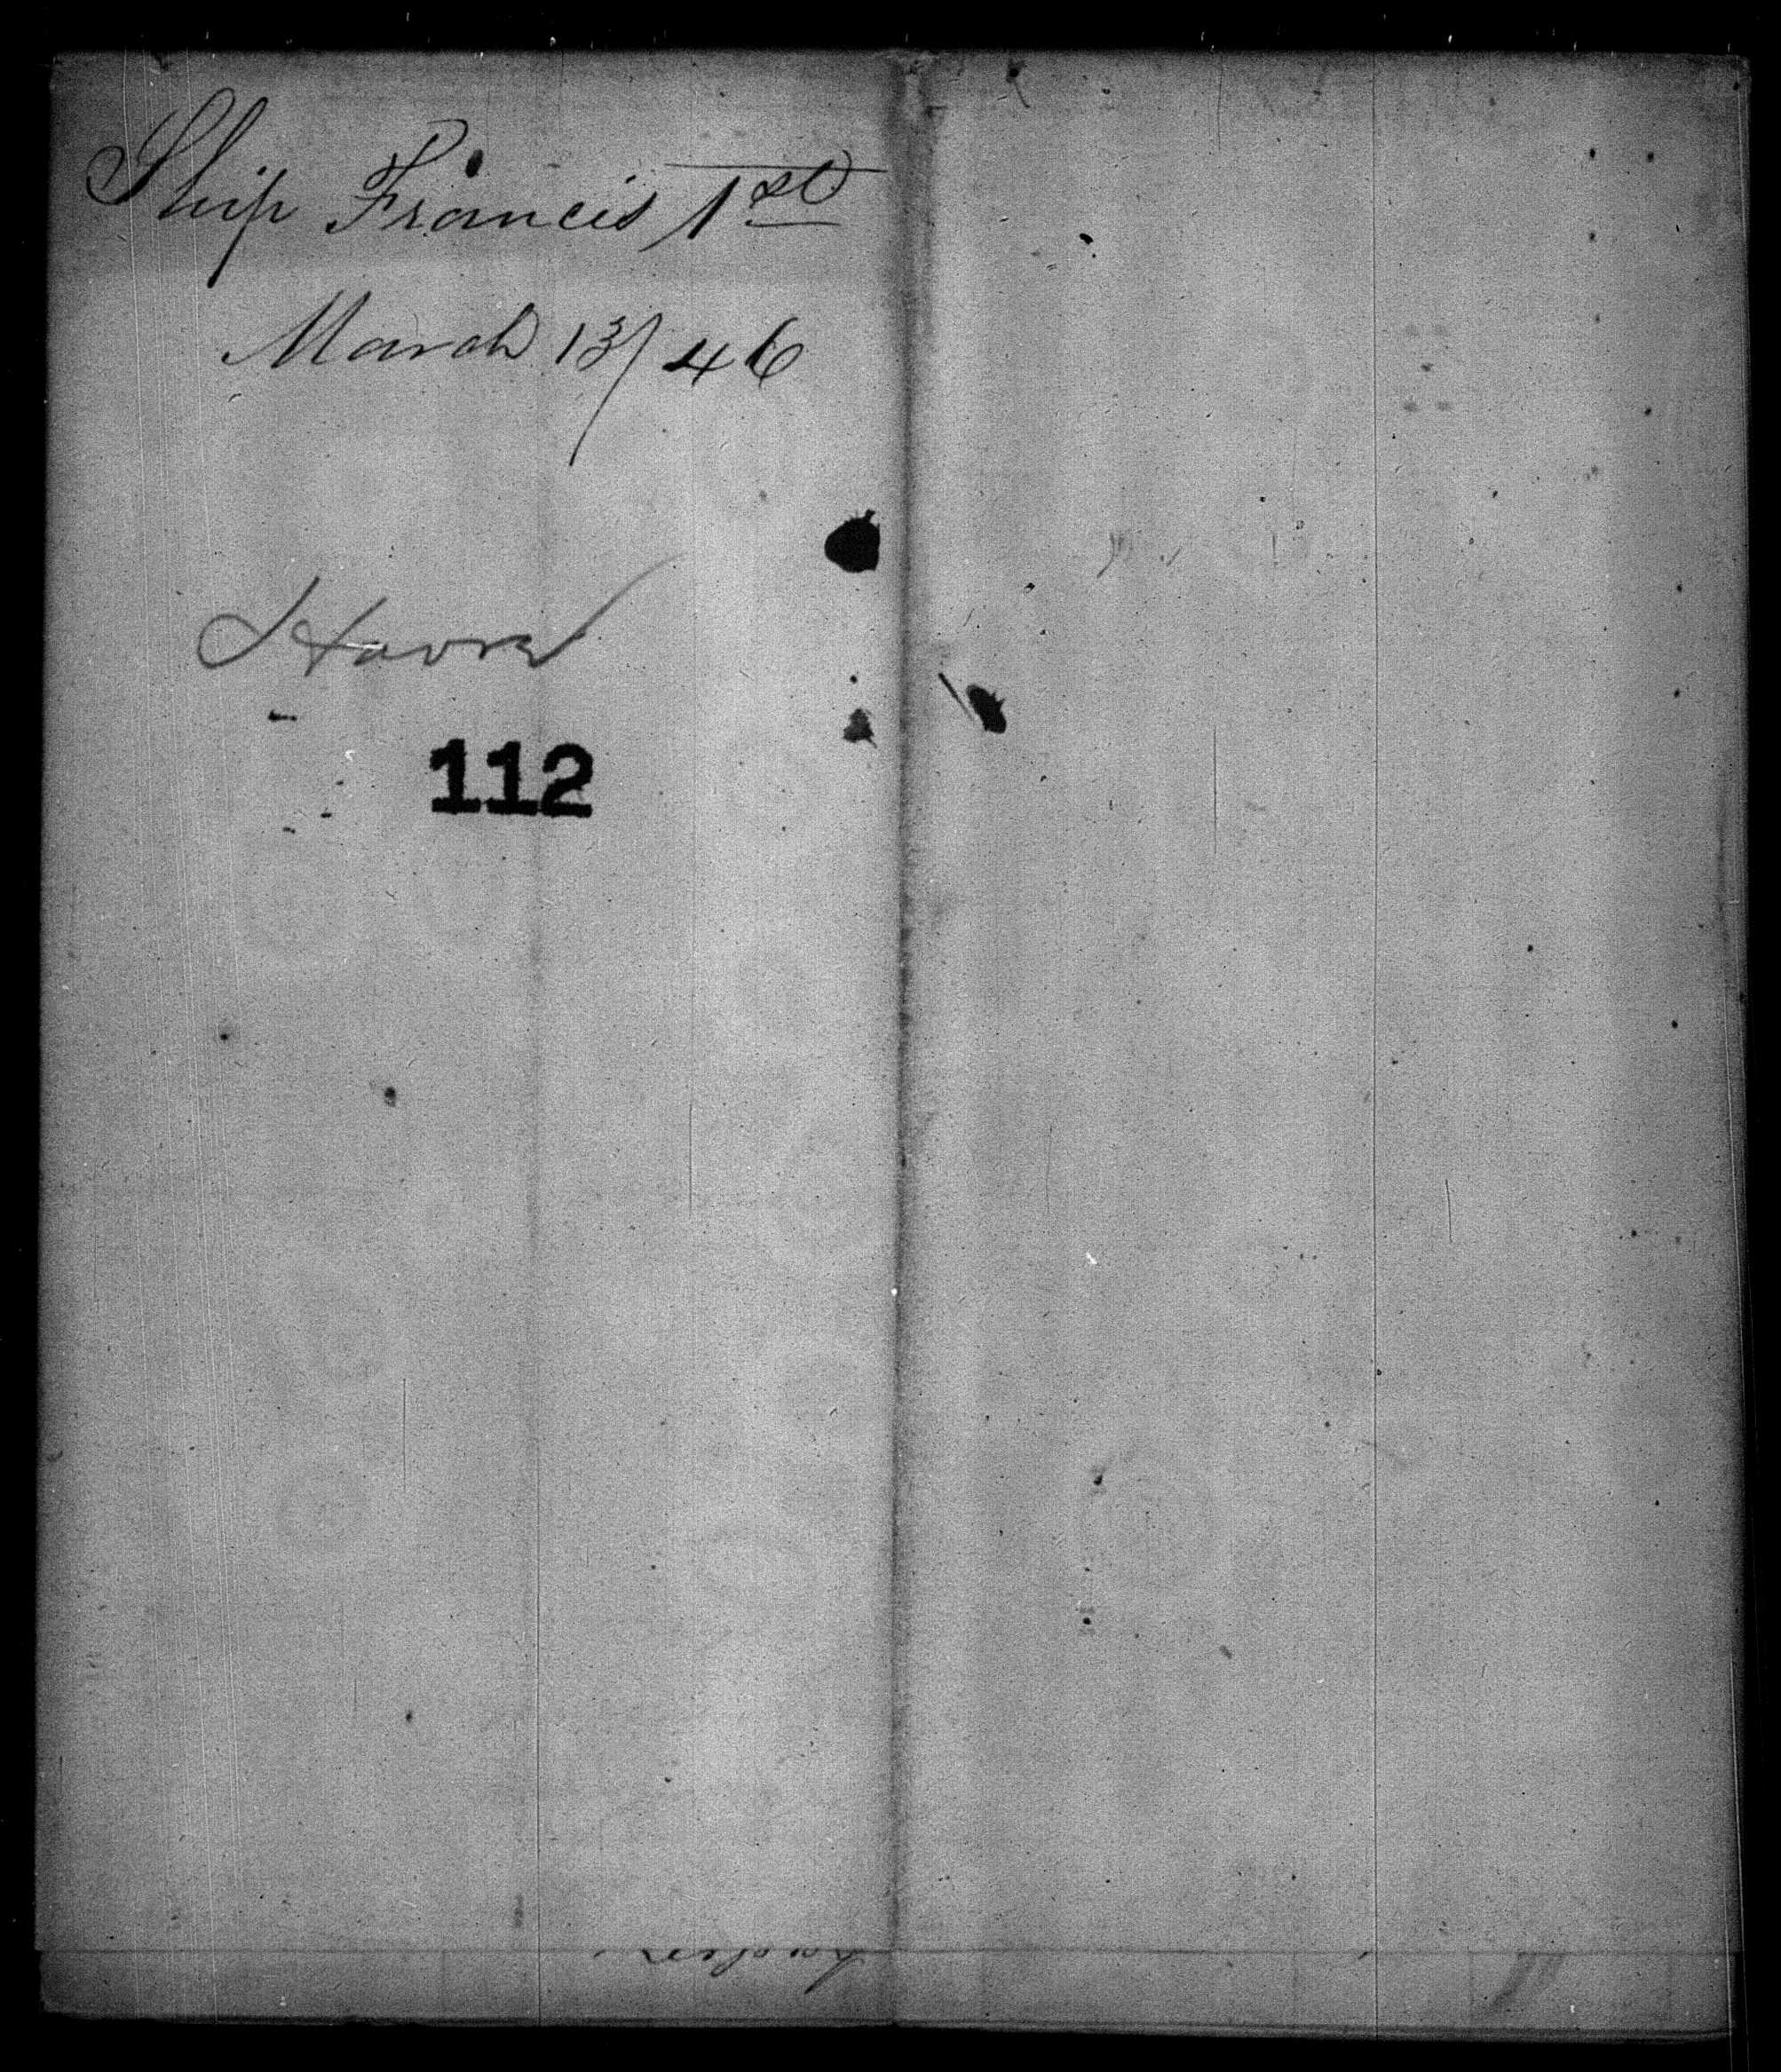 Ship Francis 1st
March 13/46
Havre
112